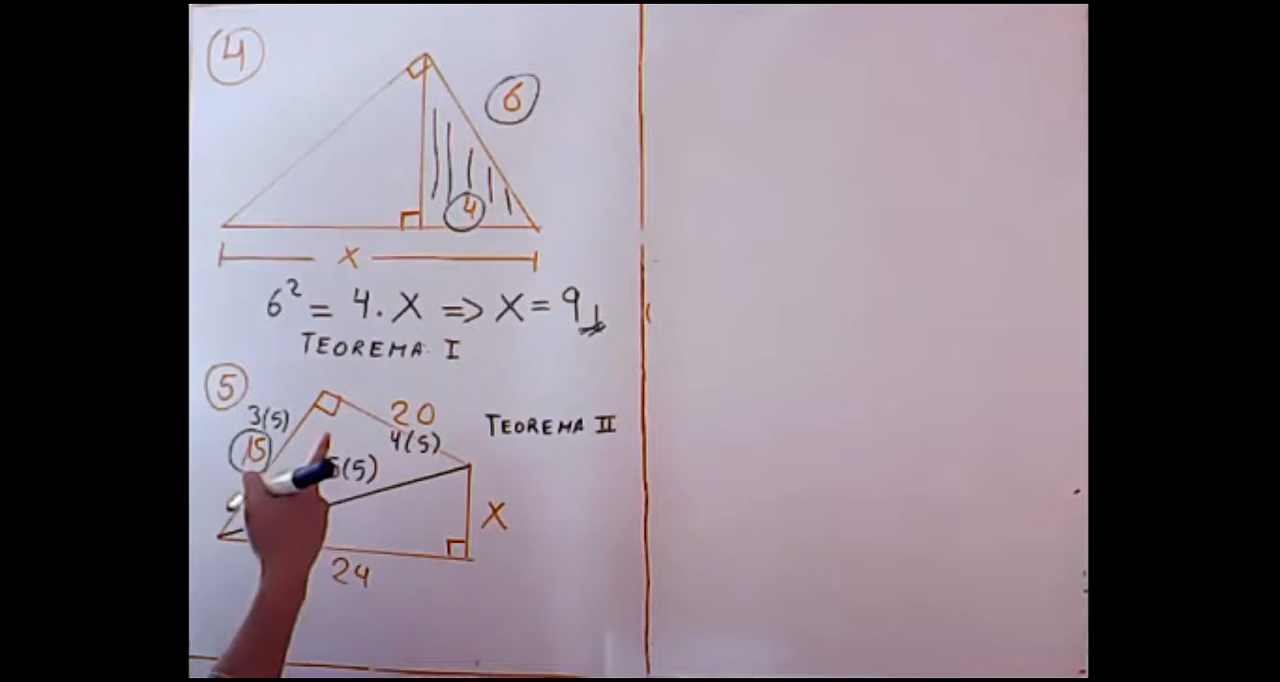 4
6
4
x
6² = 4 . X => X = 9
TEOREMA I
5
3(5)
20
TEOREMA II
15
4(5)
5(5)
X
24